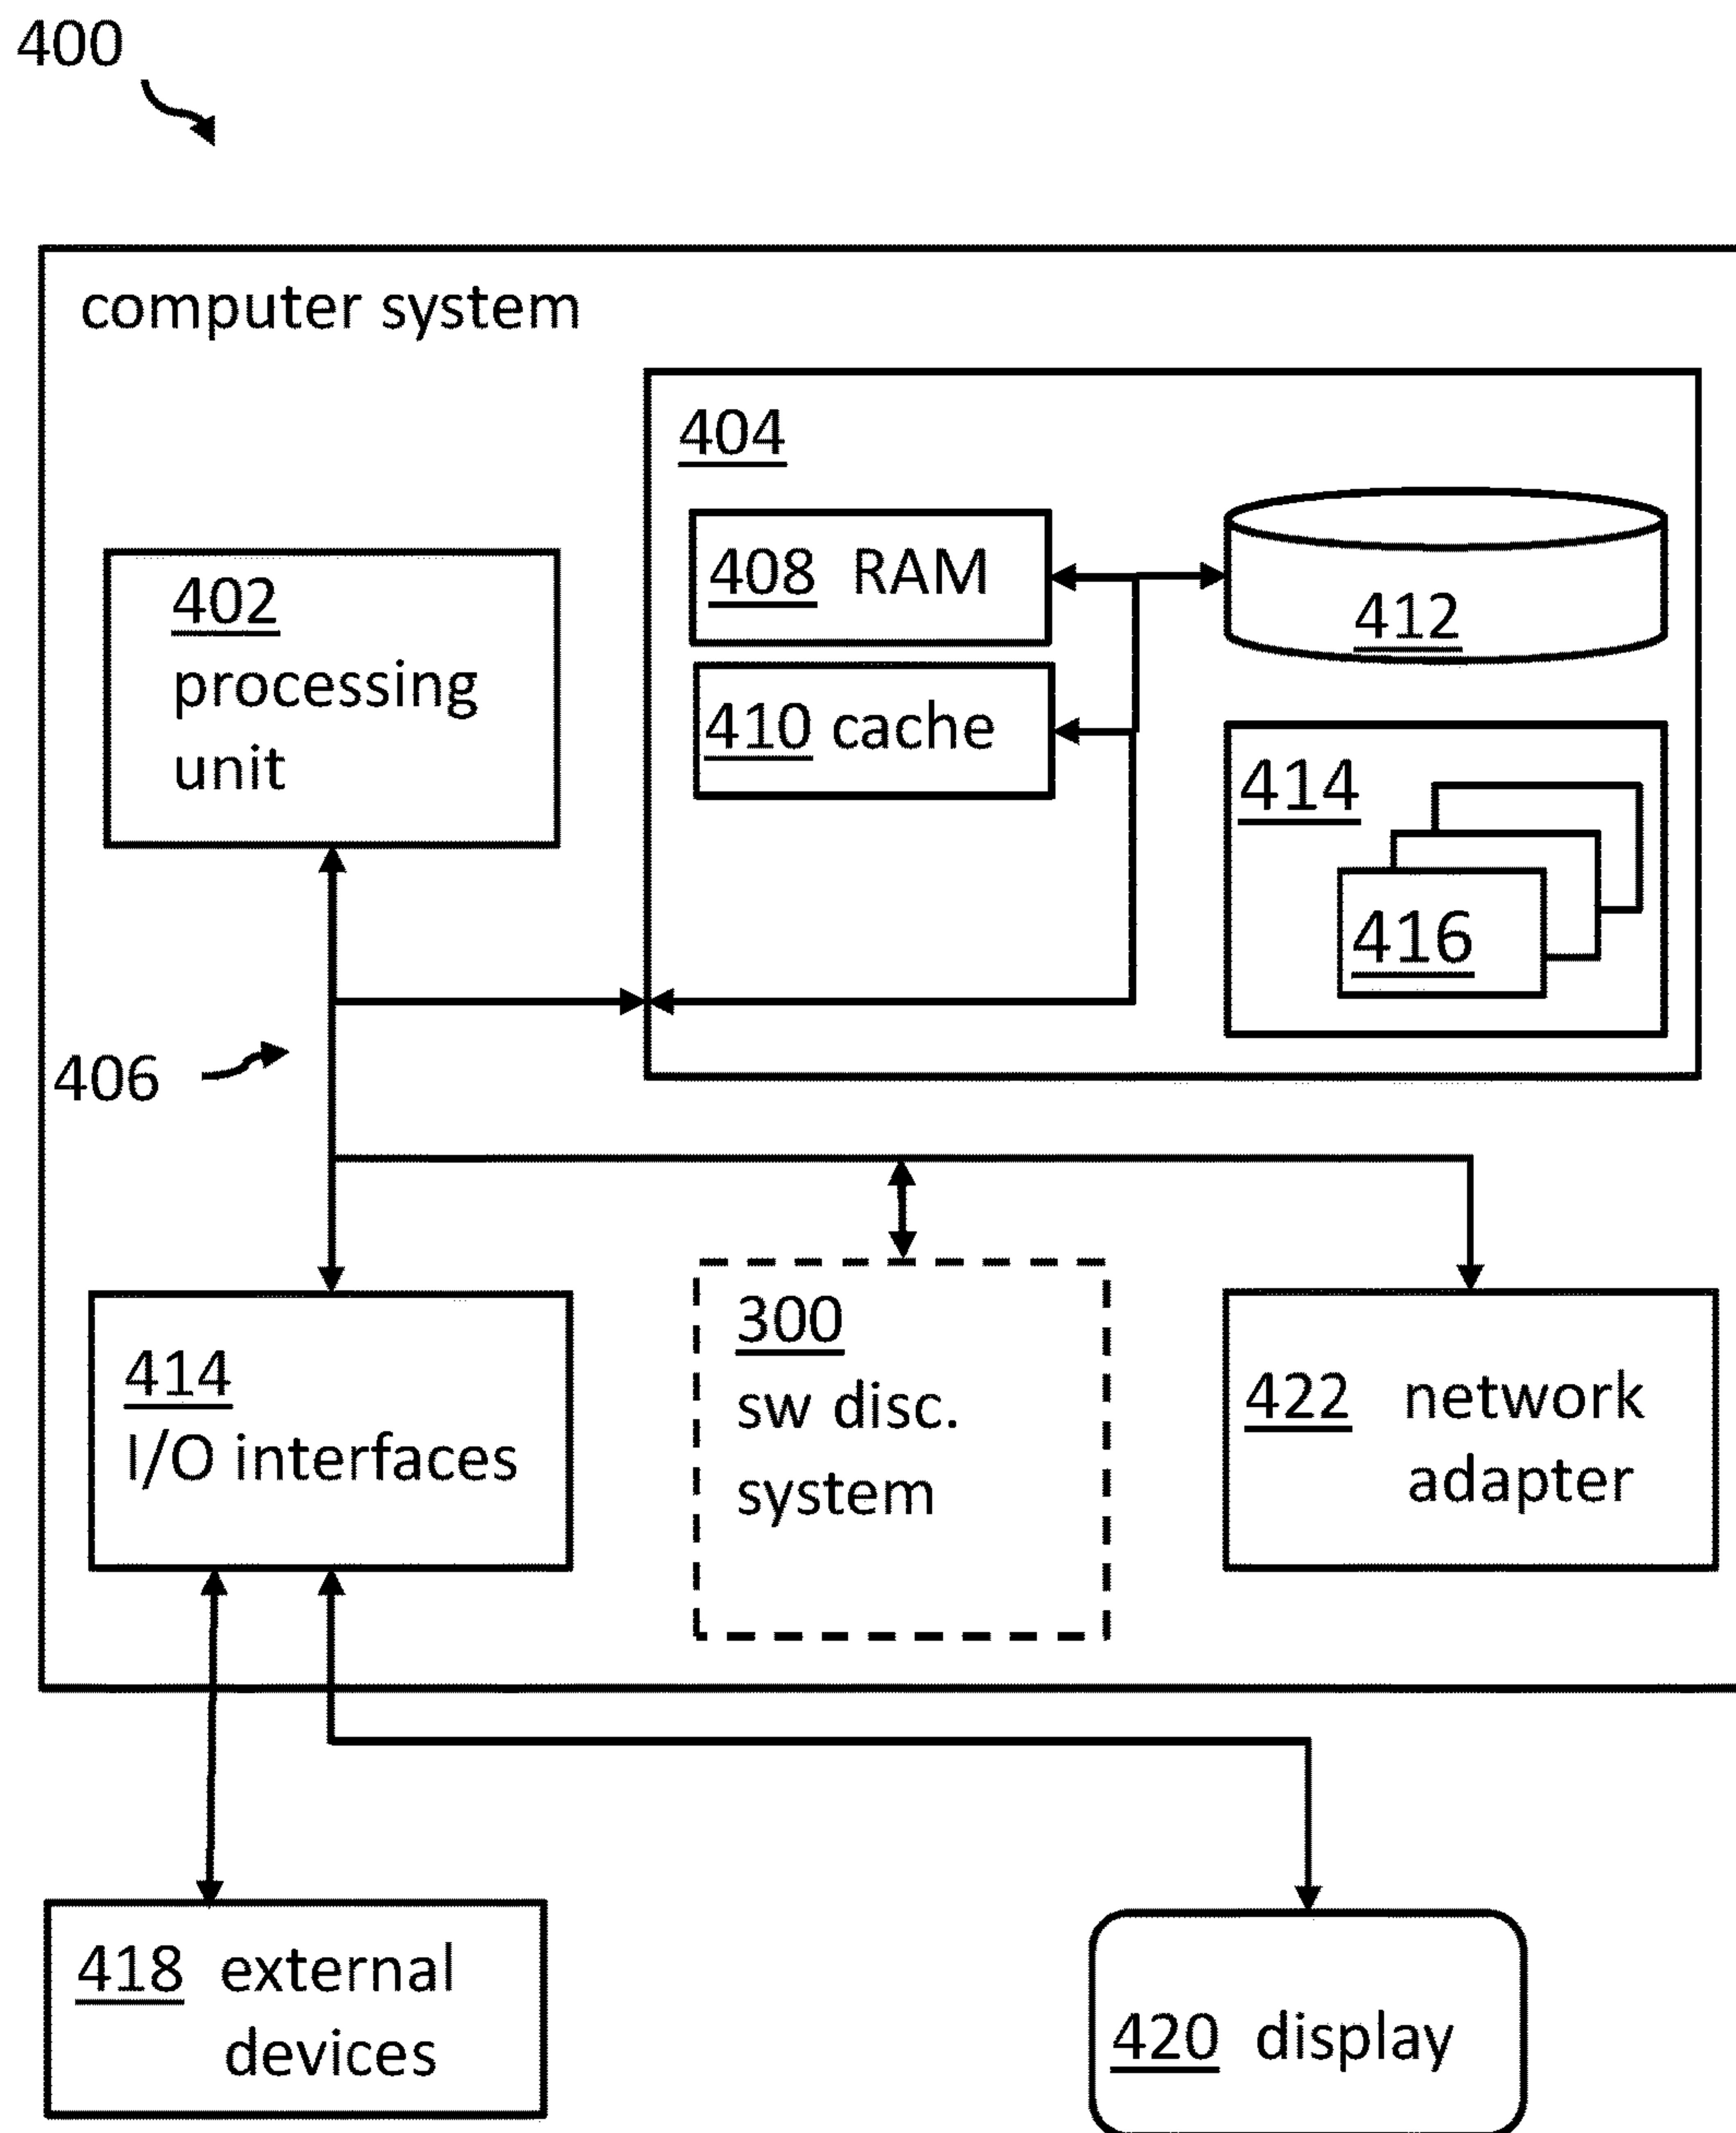 400
computer system
404
408 RAM
412
402
processing
unit
410 cache
414
416
406
414
I/O interfaces
300
sw disc.
system
422 network
adapter
418 external
devices
420 display